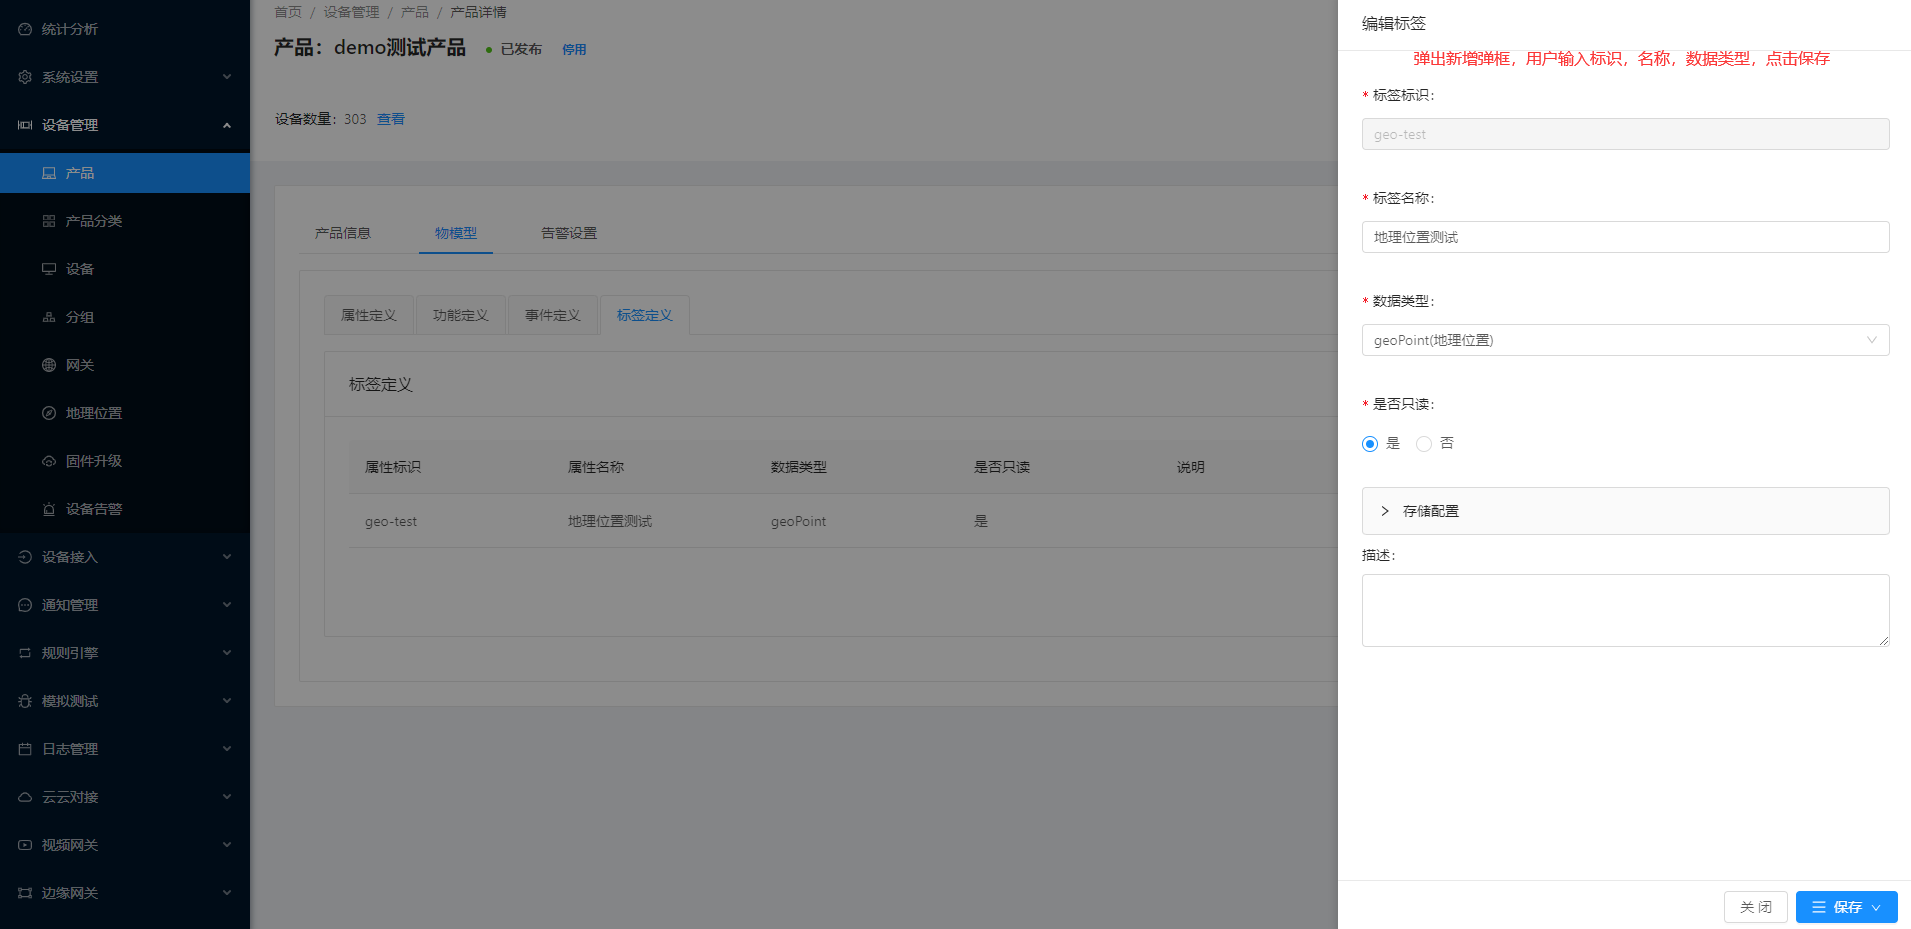 统计分析
系统设置
设备管理
产品
产品分类
设备
分组
网关
地理位置
固件升级
设备告警
设备接入
通知管理
规则引擎
模拟测试
日志管理
云云对接
视频网关
边缘网关
首页 / 设备管理 / 产品 / 产品详情
产品：demo测试产品 已发布 停用
设备数量：303 查看
产品信息 物模型 告警设置
属性定义 功能定义 事件定义 标签定义
标签定义
属性标识 属性名称 数据类型 是否只读 说明
geo-test 地理位置测试 geoPoint 是
编辑标签
弹出新增弹框，用户输入标识，名称，数据类型，点击保存
* 标签标识：
geo-test
* 标签名称：
地理位置测试
* 数据类型：
geoPoint(地理位置)
* 是否只读：
是 否
存储配置
描述：
关 闭 保存